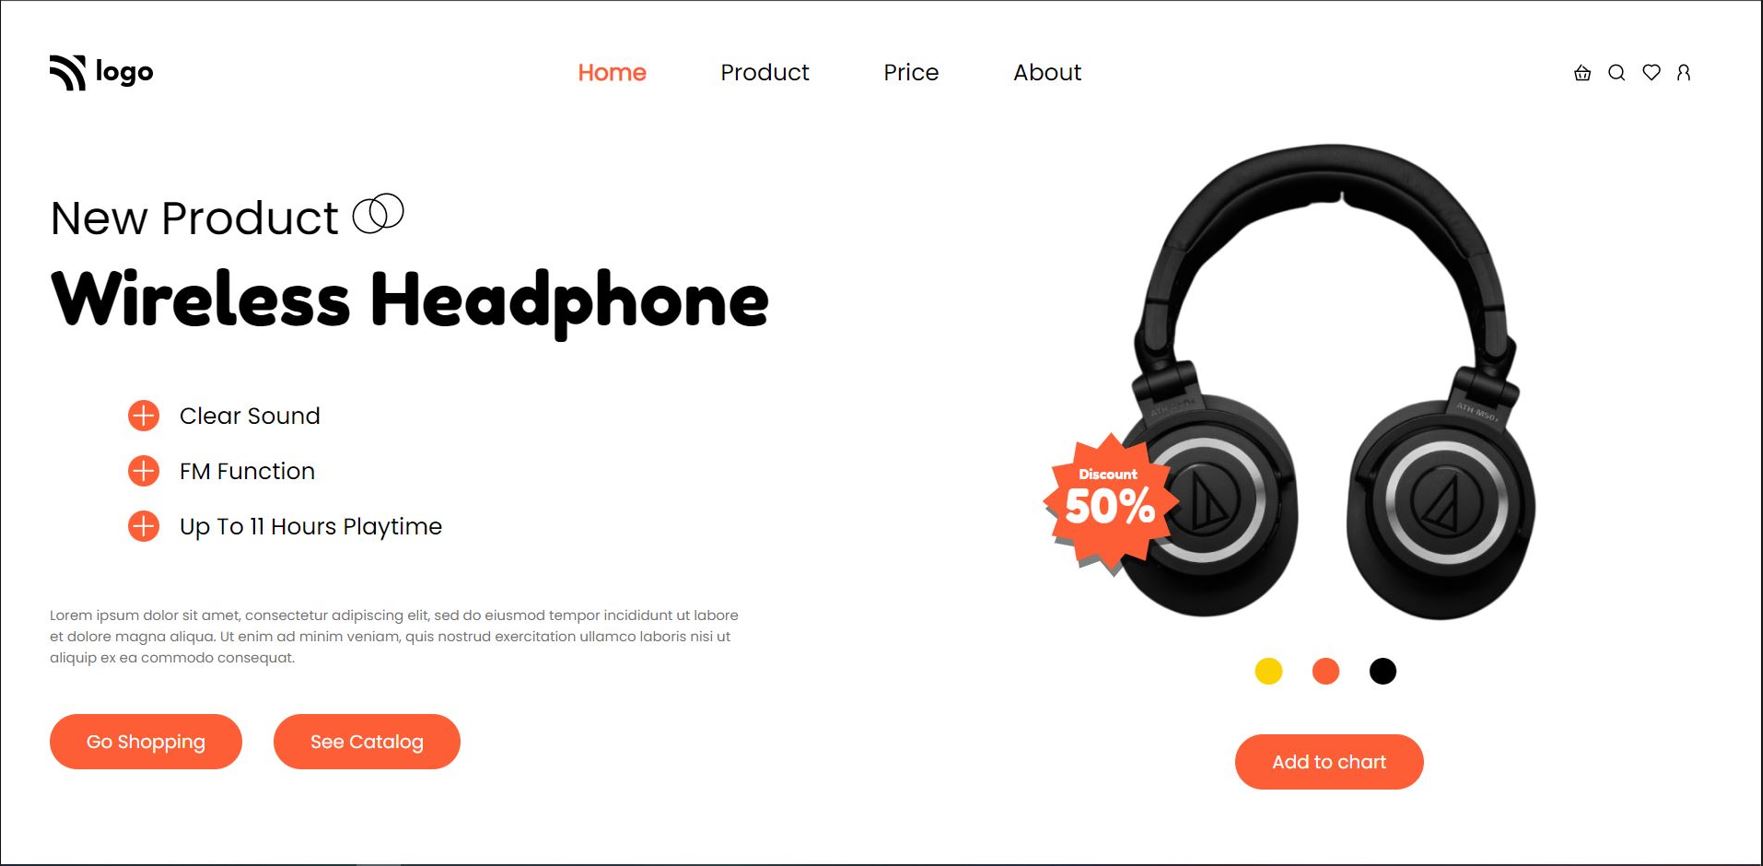 logo
Home Product Price About
New Product
Wireless Headphone
Clear Sound
FM Function
Up To 11 Hours Playtime
Lorem ipsum dolor sit amet, consectetur adipiscing elit, sed do eiusmod tempor incididunt ut labore
et dolore magna aliqua. Ut enim ad minim veniam, quis nostrud exercitation ullamco laboris nisi ut
aliquip ex ea commodo consequat.
Go Shopping
See Catalog
ATH-M50x
Discount
50%
Add to chart